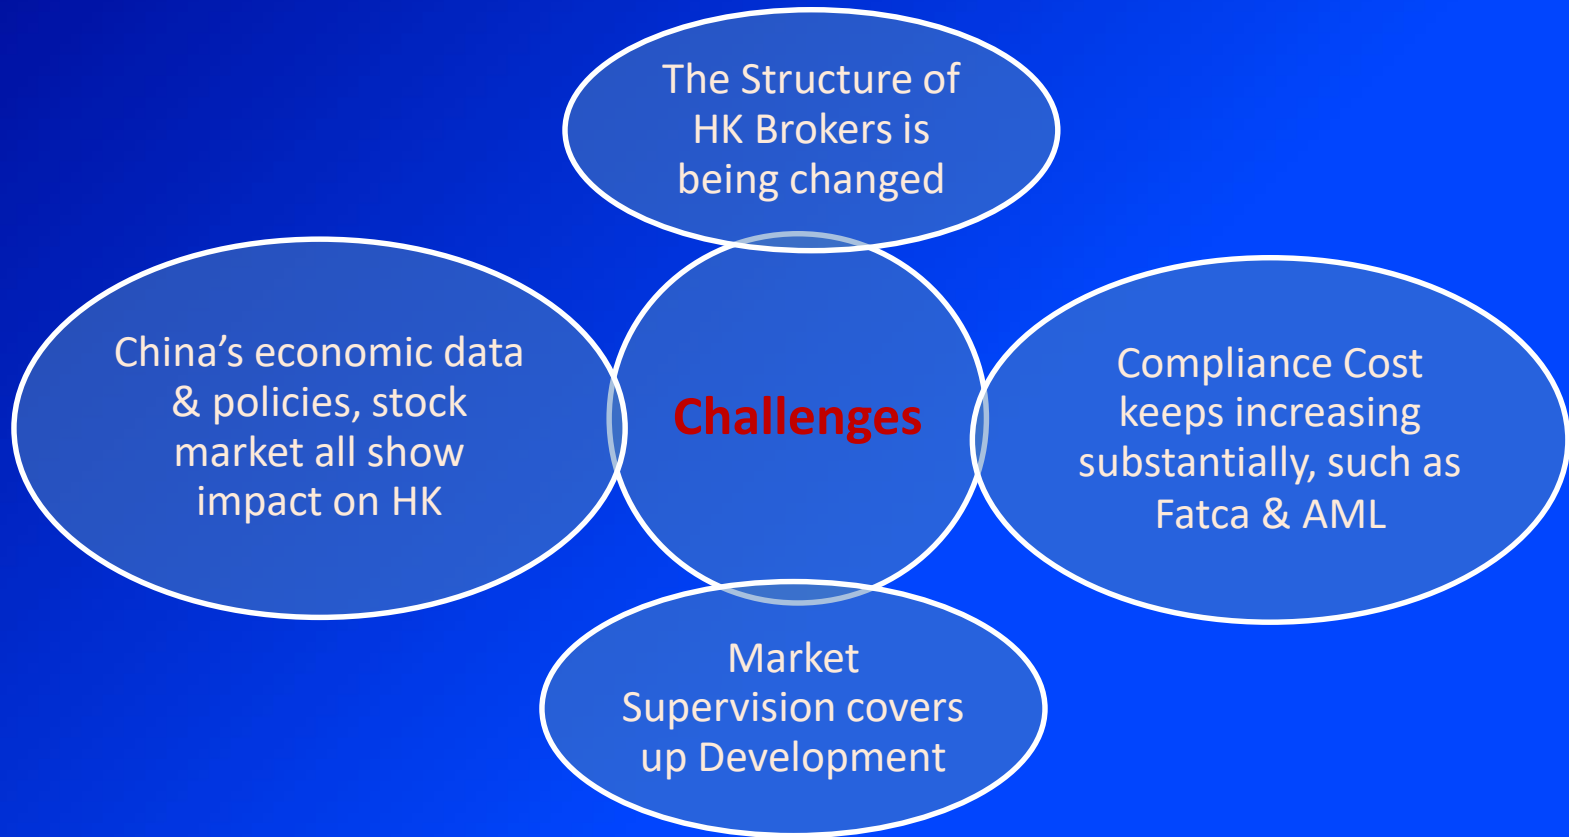 The Structure of
HK Brokers is
being changed
China’s economic data
& policies, stock
market all show
impact on HK
Challenges
Compliance Cost
keeps increasing
substantially, such as
Fatca & AML
Market
Supervision covers
up Development